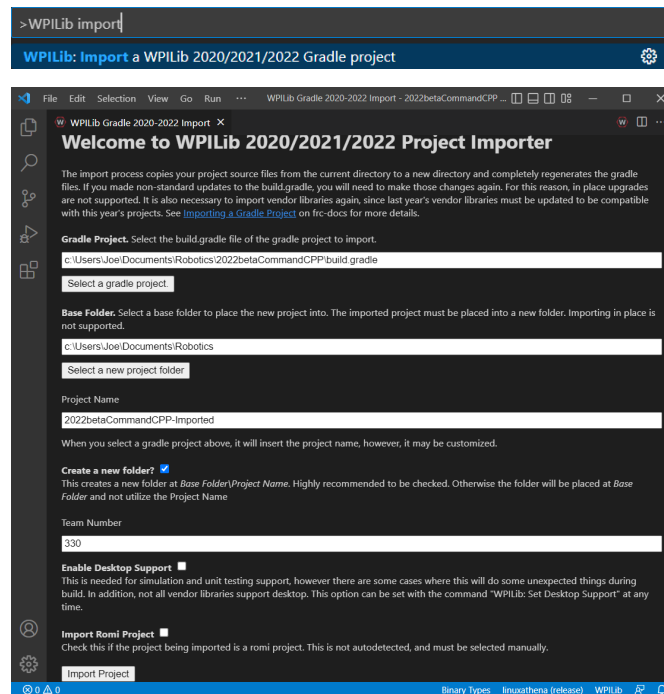 >WPILib import
WPILib: Import a WPILib 2020/2021/2022 Gradle project
File Edit Selection View Go Run ··· WPILib Gradle 2020-2022 Import - 2022betaCommandCPP ...
WPILib Gradle 2020-2022 Import
Welcome to WPILib 2020/2021/2022 Project Importer
The import process copies your project source files from the current directory to a new directory and completely regenerates the gradle
files. If you made non-standard updates to the build.gradle, you will need to make those changes again. For this reason, in place upgrades
are not supported. It is also necessary to import vendor libraries again, since last year's vendor libraries must be updated to be compatible
with this year's projects. See Importing a Gradle Project on frc-docs for more details.
Gradle Project. Select the build.gradle file of the gradle project to import.
c:\Users\Joe\Documents\Robotics\2022betaCommandCPP\build.gradle
Select a gradle project.
Base Folder. Select a base folder to place the new project into. The imported project must be placed into a new folder. Importing in place is
not supported.
c:\Users\Joe\Documents\Robotics
Select a new project folder
Project Name
2022betaCommandCPP-Imported
When you select a gradle project above, it will insert the project name, however, it may be customized.
Create a new folder?
This creates a new folder at Base Folder\Project Name. Highly recommended to be checked. Otherwise the folder will be placed at Base
Folder and not utilize the Project Name
Team Number
330
Enable Desktop Support
This is needed for simulation and unit testing support, however there are some cases where this will do some unexpected things during
build. In addition, not all vendor libraries support desktop. This option can be set with the command "WPILib: Set Desktop Support" at any
time.
Import Romi Project
Check this if the project being imported is a romi project. This is not autodetected, and must be selected manually.
Import Project
0 0 Binary Types linuxathena (release) WPILib